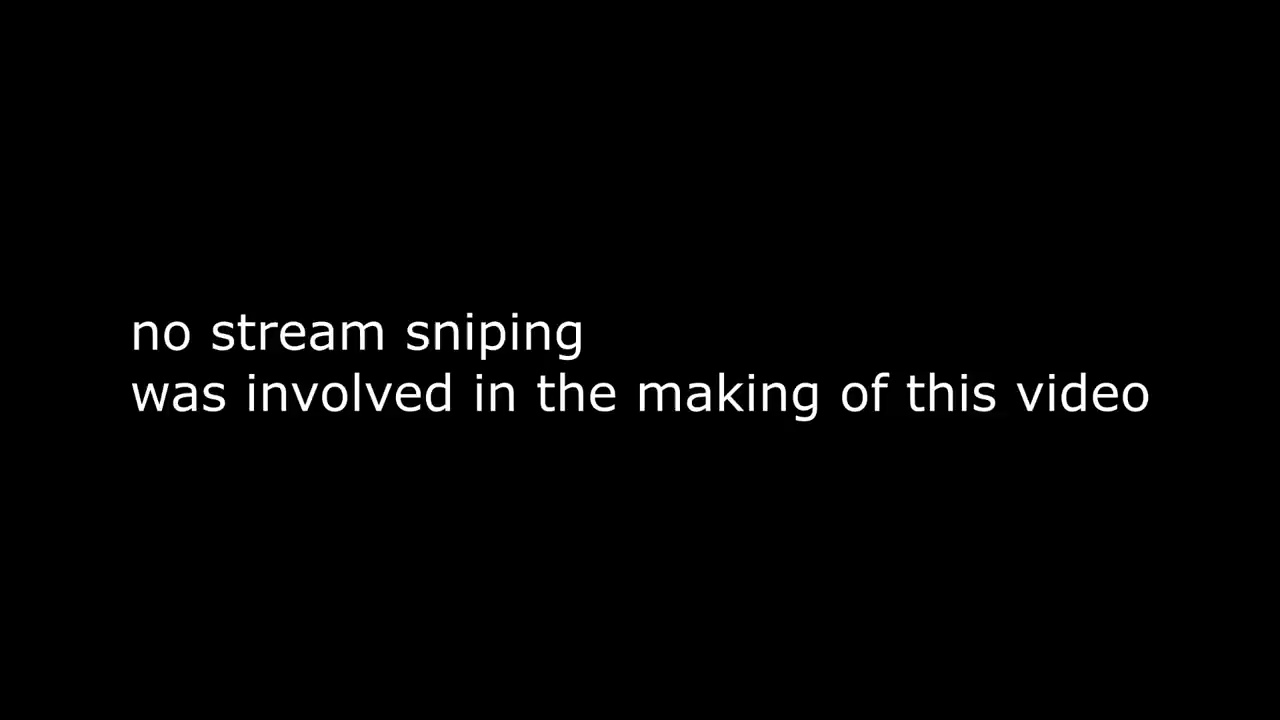 no stream sniping
was involved in the making of this video